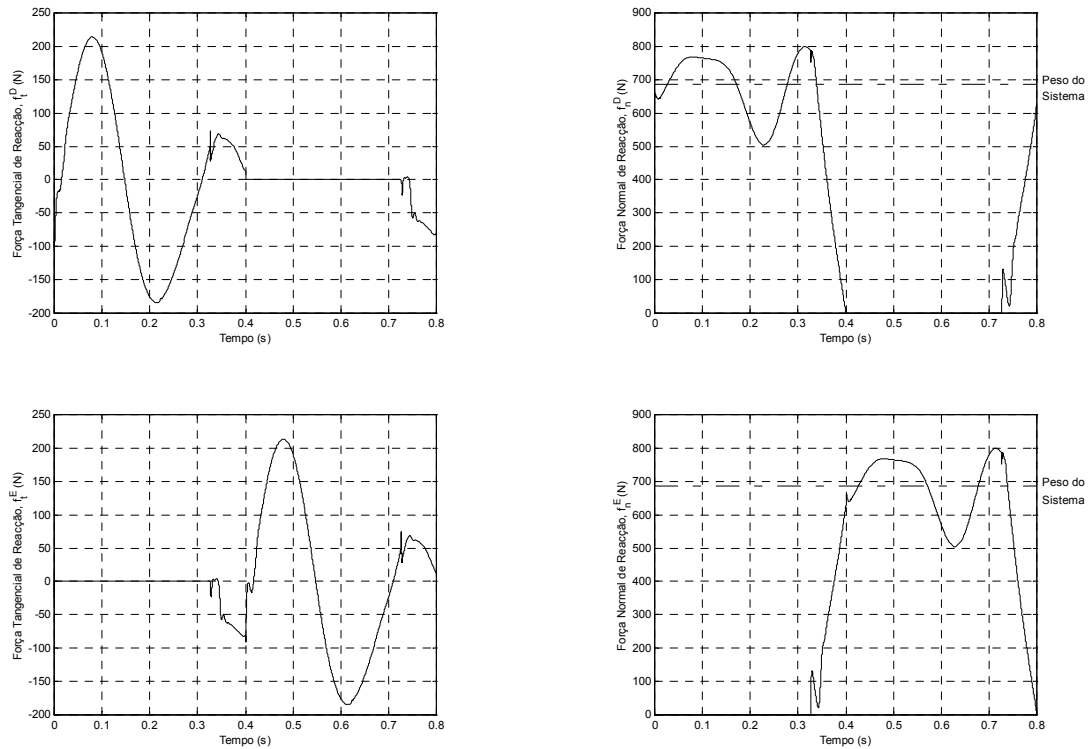 250
200
150
100
50
0
-50
-100
-150
-200
0 0.1 0.2 0.3 0.4 0.5 0.6 0.7 0.8
Tempo (s)
Força Tangencial de Reacção, f_t^D (N)
900
800
700
600
500
400
300
200
100
0
0 0.1 0.2 0.3 0.4 0.5 0.6 0.7 0.8
Tempo (s)
Força Normal de Reacção, f_n^D (N)
Peso do
Sistema
250
200
150
100
50
0
-50
-100
-150
-200
0 0.1 0.2 0.3 0.4 0.5 0.6 0.7 0.8
Tempo (s)
Força Tangencial de Reacção, f_t^E (N)
900
800
700
600
500
400
300
200
100
0
0 0.1 0.2 0.3 0.4 0.5 0.6 0.7 0.8
Tempo (s)
Força Normal de Reacção, f_n^E (N)
Peso do
Sistema